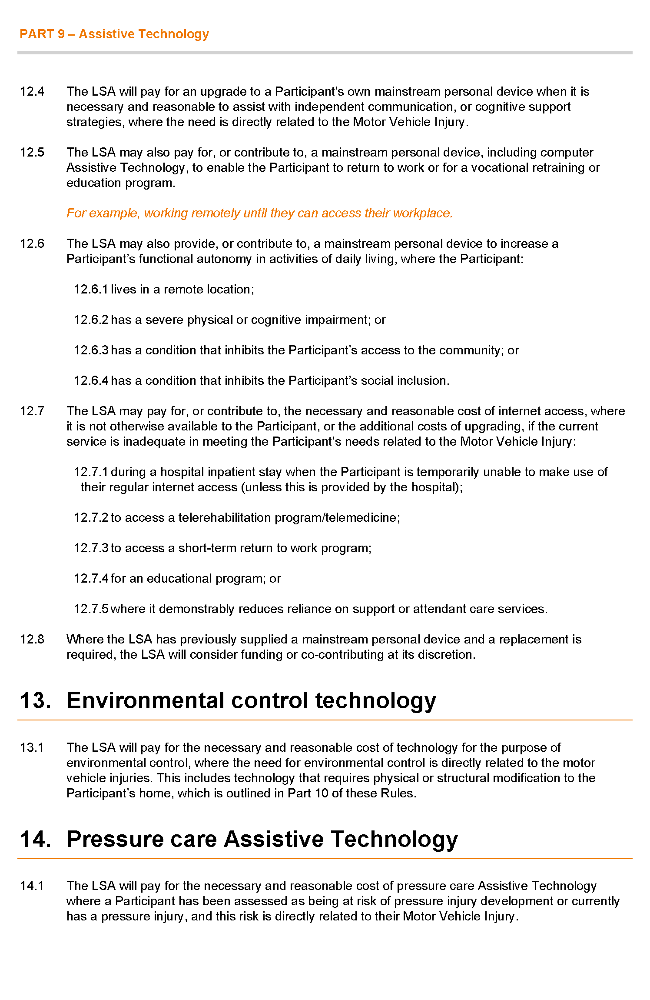 PART 9 – Assistive Technology
12.4 The LSA will pay for an upgrade to a Participant’s own mainstream personal device when it is
necessary and reasonable to assist with independent communication, or cognitive support
strategies, where the need is directly related to the Motor Vehicle Injury.
12.5 The LSA may also pay for, or contribute to, a mainstream personal device, including computer
Assistive Technology, to enable the Participant to return to work or for a vocational retraining or
education program.
For example, working remotely until they can access their workplace.
12.6 The LSA may also provide, or contribute to, a mainstream personal device to increase a
Participant’s functional autonomy in activities of daily living, where the Participant:
12.6.1 lives in a remote location;
12.6.2 has a severe physical or cognitive impairment; or
12.6.3 has a condition that inhibits the Participant’s access to the community; or
12.6.4 has a condition that inhibits the Participant’s social inclusion.
12.7 The LSA may pay for, or contribute to, the necessary and reasonable cost of internet access, where
it is not otherwise available to the Participant, or the additional costs of upgrading, if the current
service is inadequate in meeting the Participant’s needs related to the Motor Vehicle Injury:
12.7.1 during a hospital inpatient stay when the Participant is temporarily unable to make use of
their regular internet access (unless this is provided by the hospital);
12.7.2 to access a telerehabilitation program/telemedicine;
12.7.3 to access a short-term return to work program;
12.7.4 for an educational program; or
12.7.5 where it demonstrably reduces reliance on support or attendant care services.
12.8 Where the LSA has previously supplied a mainstream personal device and a replacement is
required, the LSA will consider funding or co-contributing at its discretion.
13. Environmental control technology
13.1 The LSA will pay for the necessary and reasonable cost of technology for the purpose of
environmental control, where the need for environmental control is directly related to the motor
vehicle injuries. This includes technology that requires physical or structural modification to the
Participant’s home, which is outlined in Part 10 of these Rules.
14. Pressure care Assistive Technology
14.1 The LSA will pay for the necessary and reasonable cost of pressure care Assistive Technology
where a Participant has been assessed as being at risk of pressure injury development or currently
has a pressure injury, and this risk is directly related to their Motor Vehicle Injury.